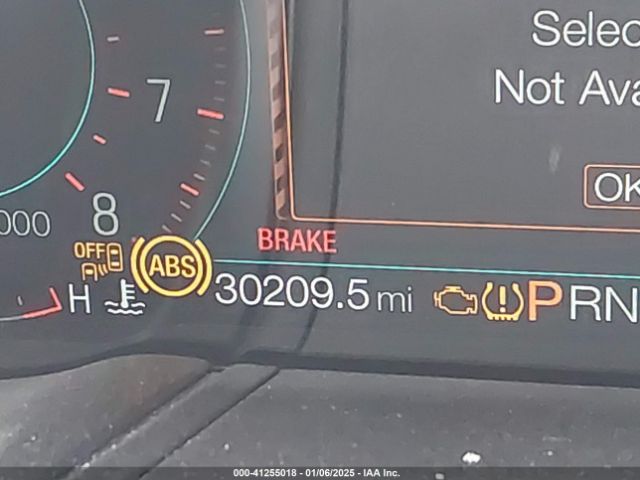 Selec
Not Ava
OK
7
8
000
BRAKE
OFF
A
ABS
H
30209.5 mi
PRN
000-41255018 - 01/06/2025 - IAA Inc.